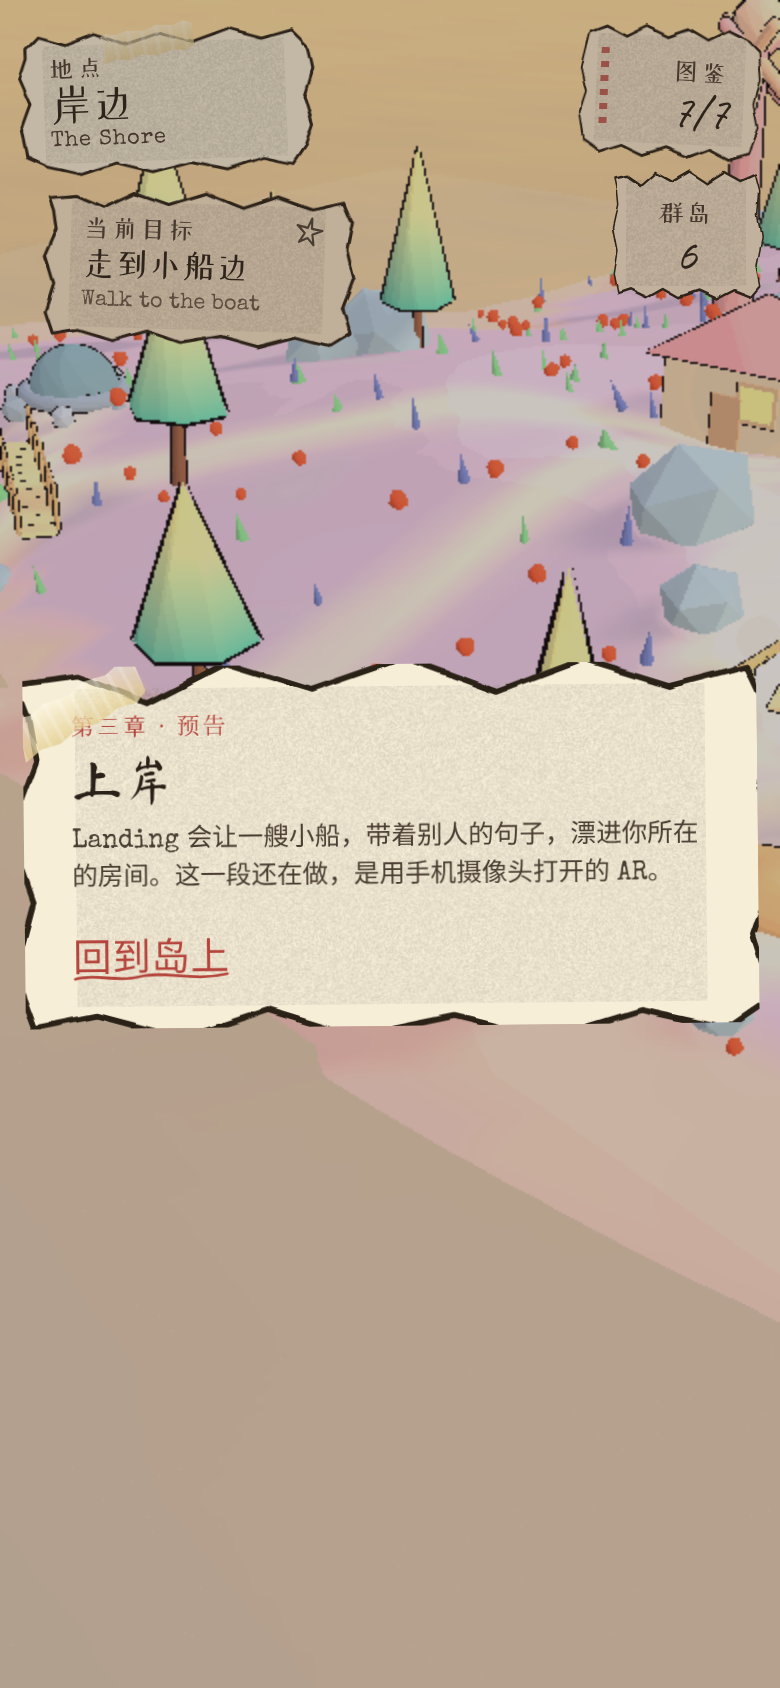 地点
岸边
The Shore
图鉴
7/7
当前目标
走到小船边
Walk to the boat
群岛
6
第三章 · 预告
上岸
Landing 会让一艘小船，带着别人的句子，漂进你所在
的房间。这一段还在做，是用手机摄像头打开的 AR。
回到岛上